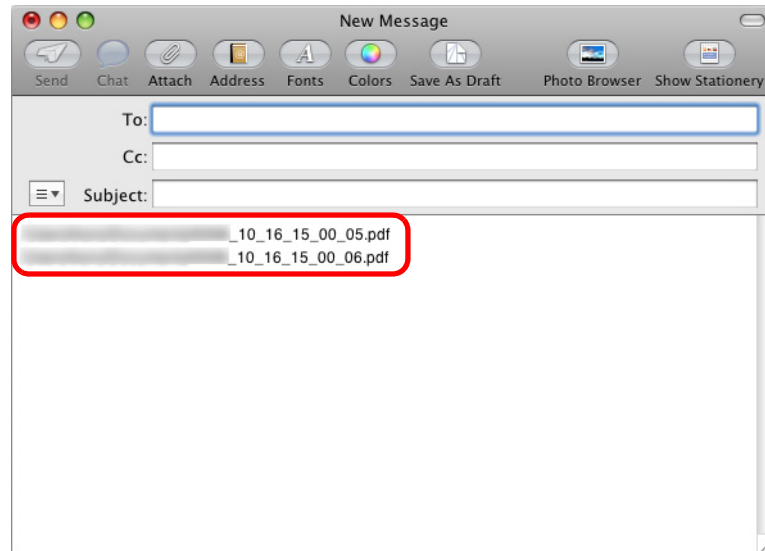 New Message
Send Chat Attach Address Fonts Colors Save As Draft Photo Browser Show Stationery
To:
Cc:
Subject:
_10_16_15_00_05.pdf
_10_16_15_00_06.pdf